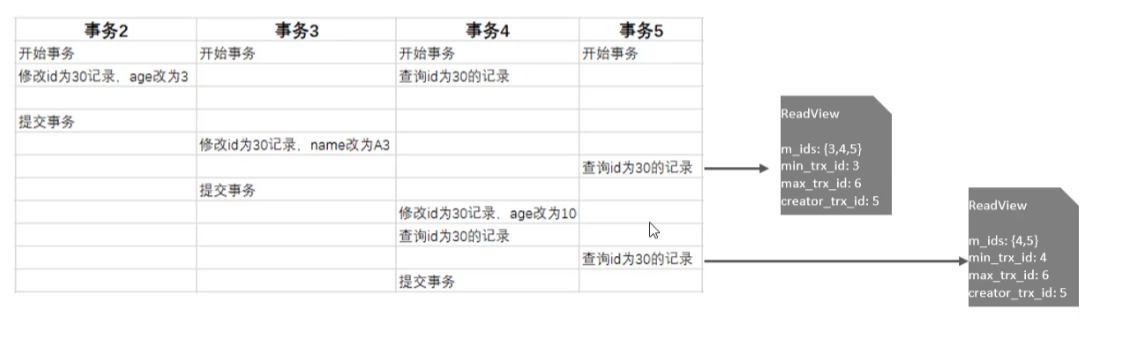 事务2 事务3 事务4 事务5
开始事务 开始事务 开始事务 开始事务
修改id为30记录，age改为3 查询id为30的记录
提交事务
修改id为30记录，name改为A3
查询id为30的记录
提交事务
修改id为30记录，age改为10
查询id为30的记录
查询id为30的记录
提交事务
ReadView
m_ids: {3,4,5}
min_trx_id: 3
max_trx_id: 6
creator_trx_id: 5
ReadView
m_ids: {4,5}
min_trx_id: 4
max_trx_id: 6
creator_trx_id: 5